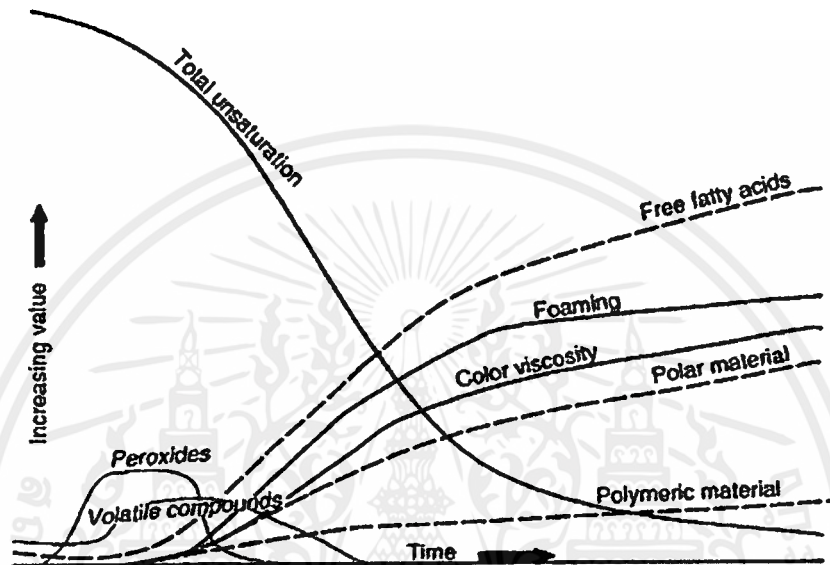 Total unsaturation
Free fatty acids
Increasing value
Foaming
Color viscosity
Polar material
Peroxides
Volatile compounds
Polymeric material
Time